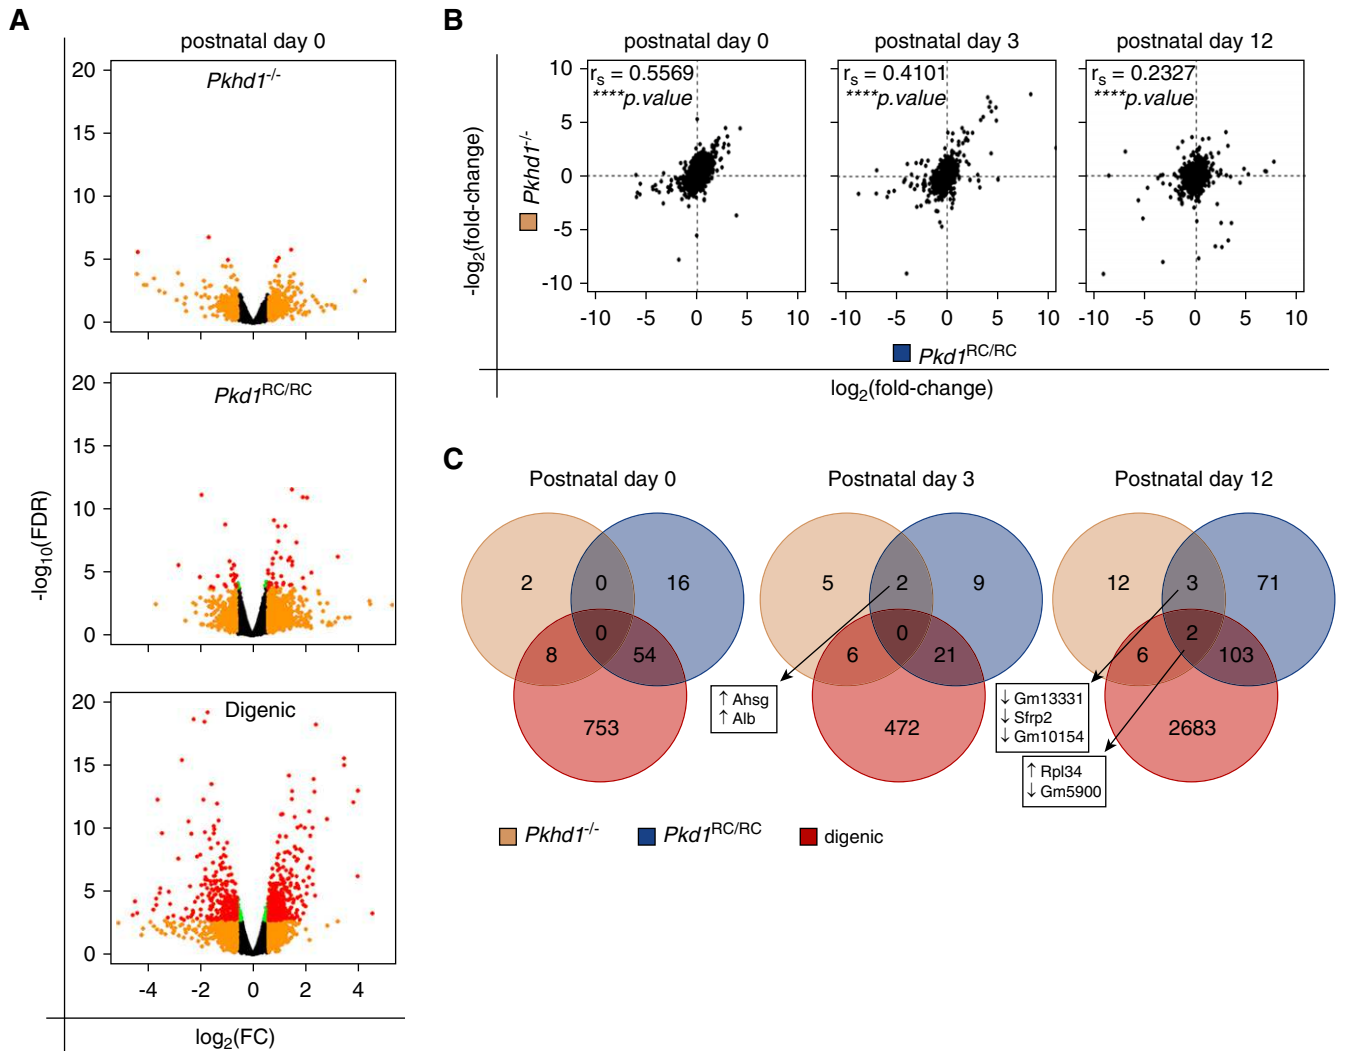 A
postnatal day 0
20
Pkhd1-/-
15
10
5
0
20
Pkd1RC/RC
15
10
5
0
20
Digenic
15
10
5
0
-4 -2 0 2 4
-log10(FDR)
log2(FC)
B
postnatal day 0 postnatal day 3 postnatal day 12
10
5
0
-5
-10
rs = 0.5569
****p.value
rs = 0.4101
****p.value
rs = 0.2327
****p.value
-log2(fold-change)
Pkhd1-/-
-10 -5 0 5 10 -10 -5 0 5 10 -10 -5 0 5 10
Pkd1RC/RC
log2(fold-change)
C
Postnatal day 0 Postnatal day 3 Postnatal day 12
2 0 16
0
8 54
753
5 2 9
0
6 21
472
↑ Ahsg
↑ Alb
12 3 71
2
6 103
2683
↓ Gm13331
↓ Sfrp2
↓ Gm10154
↑ Rpl34
↓ Gm5900
Pkhd1-/- Pkd1RC/RC digenic